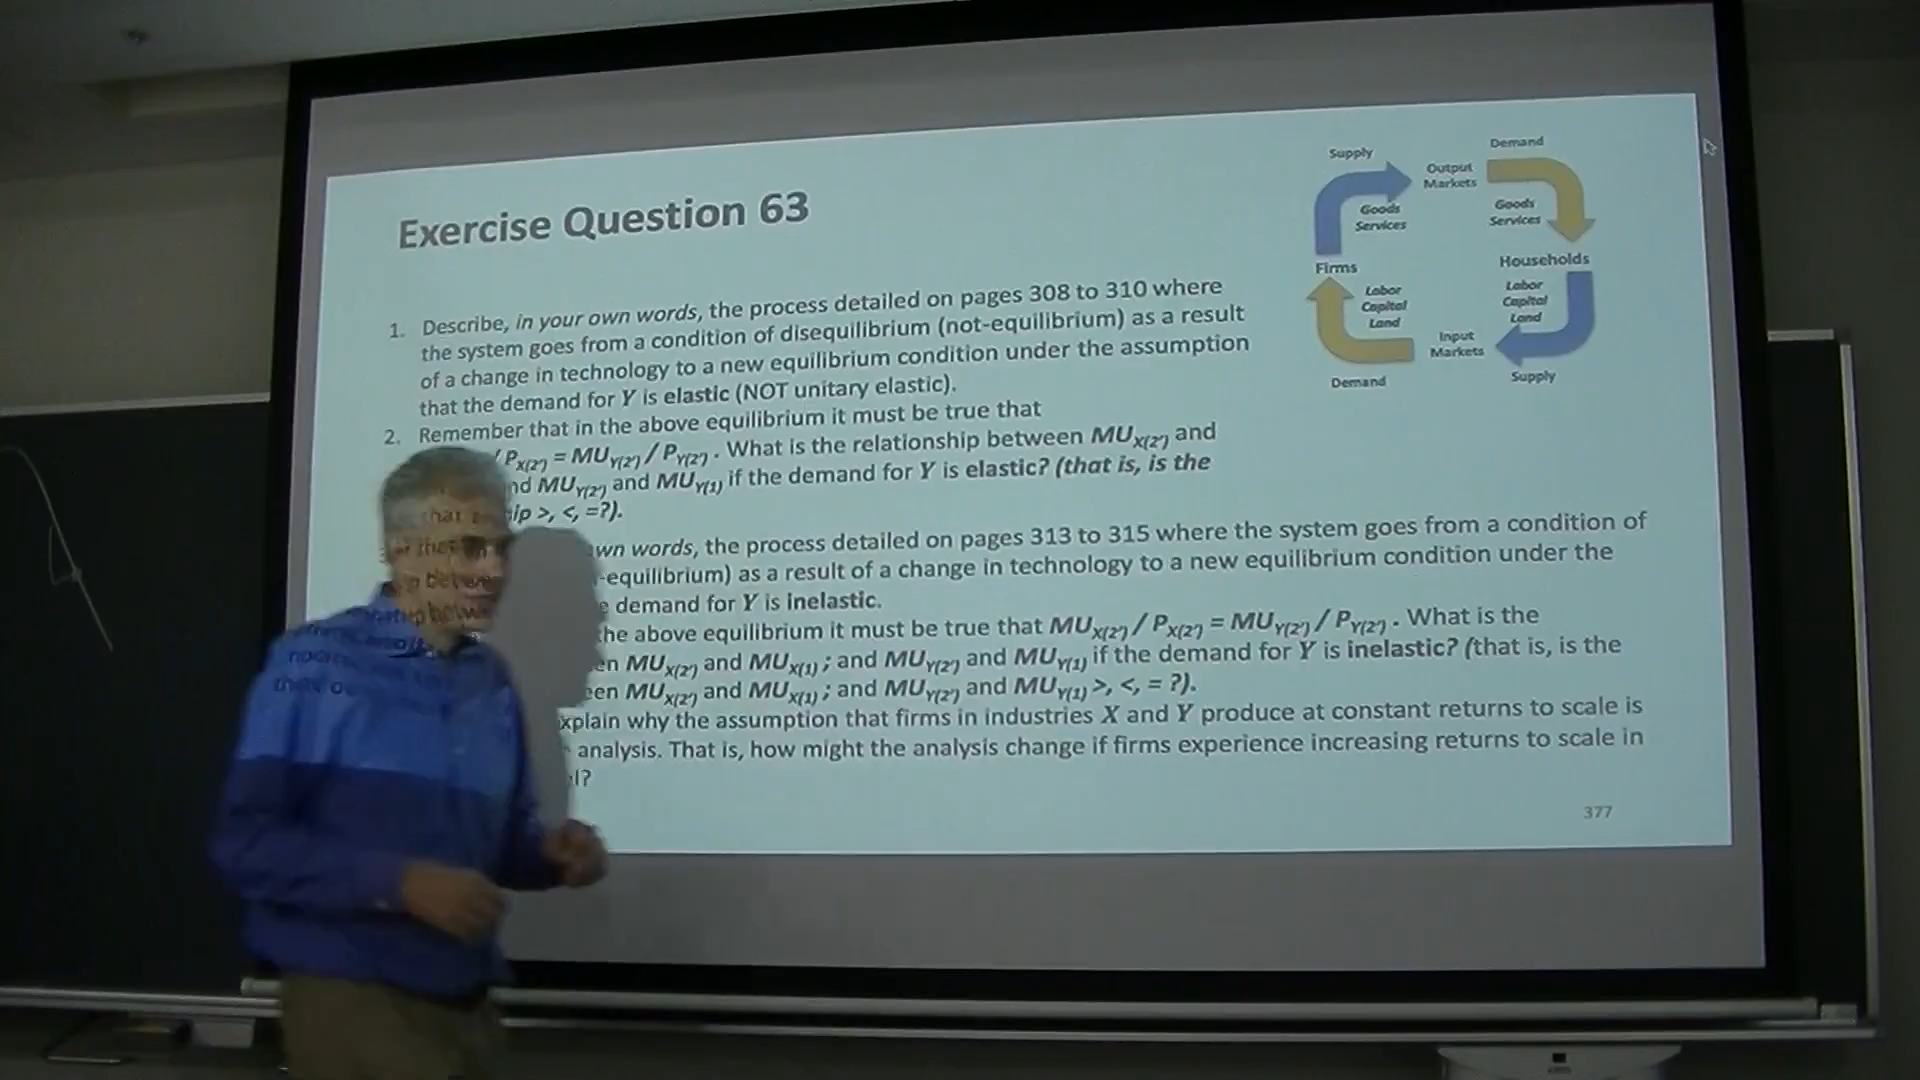 Exercise Question 63
1. Describe, in your own words, the process detailed on pages 308 to 310 where
the system goes from a condition of disequilibrium (not-equilibrium) as a result
of a change in technology to a new equilibrium condition under the assumption
that the demand for Y is elastic (NOT unitary elastic).
2. Remember that in the above equilibrium it must be true that
/ PX(2') = MUY(2') / PY(2') . What is the relationship between MUX(2') and
MUY(2') and MUY(1) if the demand for Y is elastic? (that is, is the
>, <, =?).
words, the process detailed on pages 313 to 315 where the system goes from a condition of
-equilibrium) as a result of a change in technology to a new equilibrium condition under the
demand for Y is inelastic.
the above equilibrium it must be true that MUX(2') / PX(2') = MUY(2') / PY(2') . What is the
MUX(2') and MUX(1) ; and MUY(2') and MUY(1) if the demand for Y is inelastic? (that is, is the
MUX(2') and MUX(1) ; and MUY(2') and MUY(1) >, <, = ?).
xplain why the assumption that firms in industries X and Y produce at constant returns to scale is
analysis. That is, how might the analysis change if firms experience increasing returns to scale in
?
Supply
Output
Markets
Demand
Goods
Services
Goods
Services
Firms
Households
Labor
Capital
Land
Labor
Capital
Land
Input
Markets
Demand
Supply
377